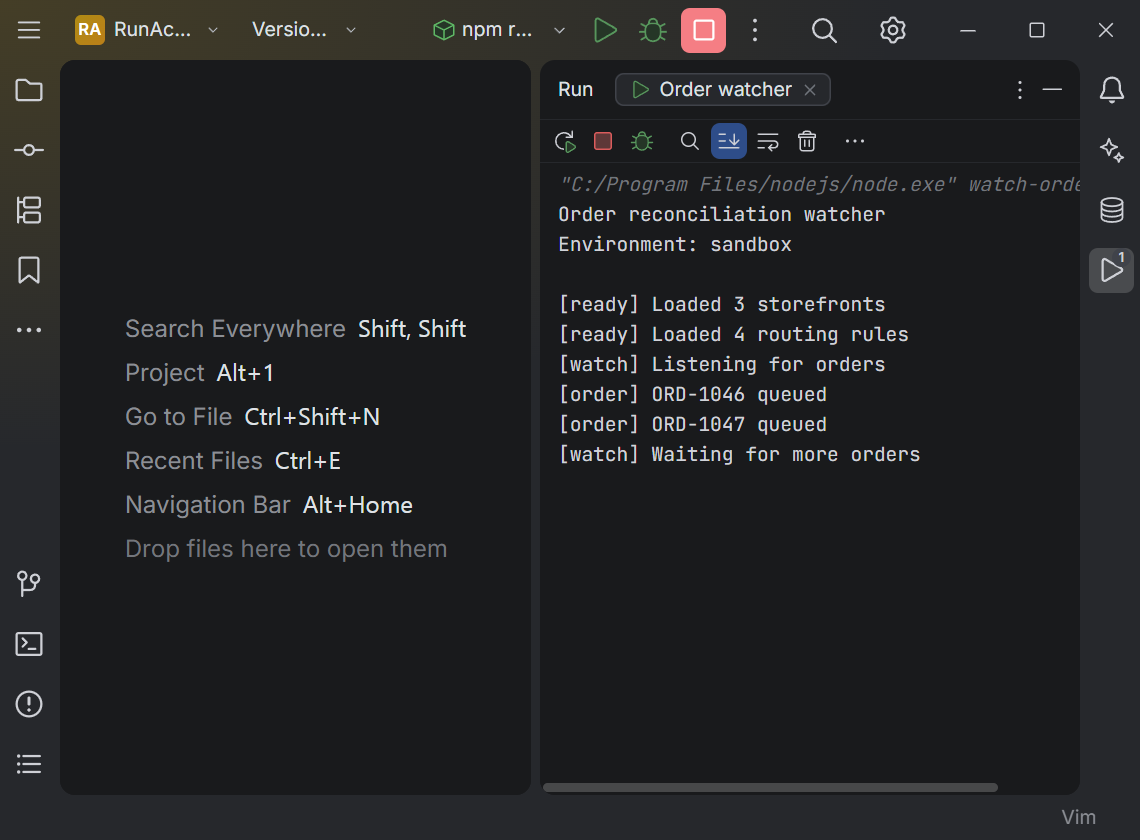 RA RunAc... Versio... npm r...
Search Everywhere Shift, Shift
Project Alt+1
Go to File Ctrl+Shift+N
Recent Files Ctrl+E
Navigation Bar Alt+Home
Drop files here to open them
Run Order watcher
"C:/Program Files/nodejs/node.exe" watch-orde
Order reconciliation watcher
Environment: sandbox
[ready] Loaded 3 storefronts
[ready] Loaded 4 routing rules
[watch] Listening for orders
[order] ORD-1046 queued
[order] ORD-1047 queued
[watch] Waiting for more orders
1
Vim